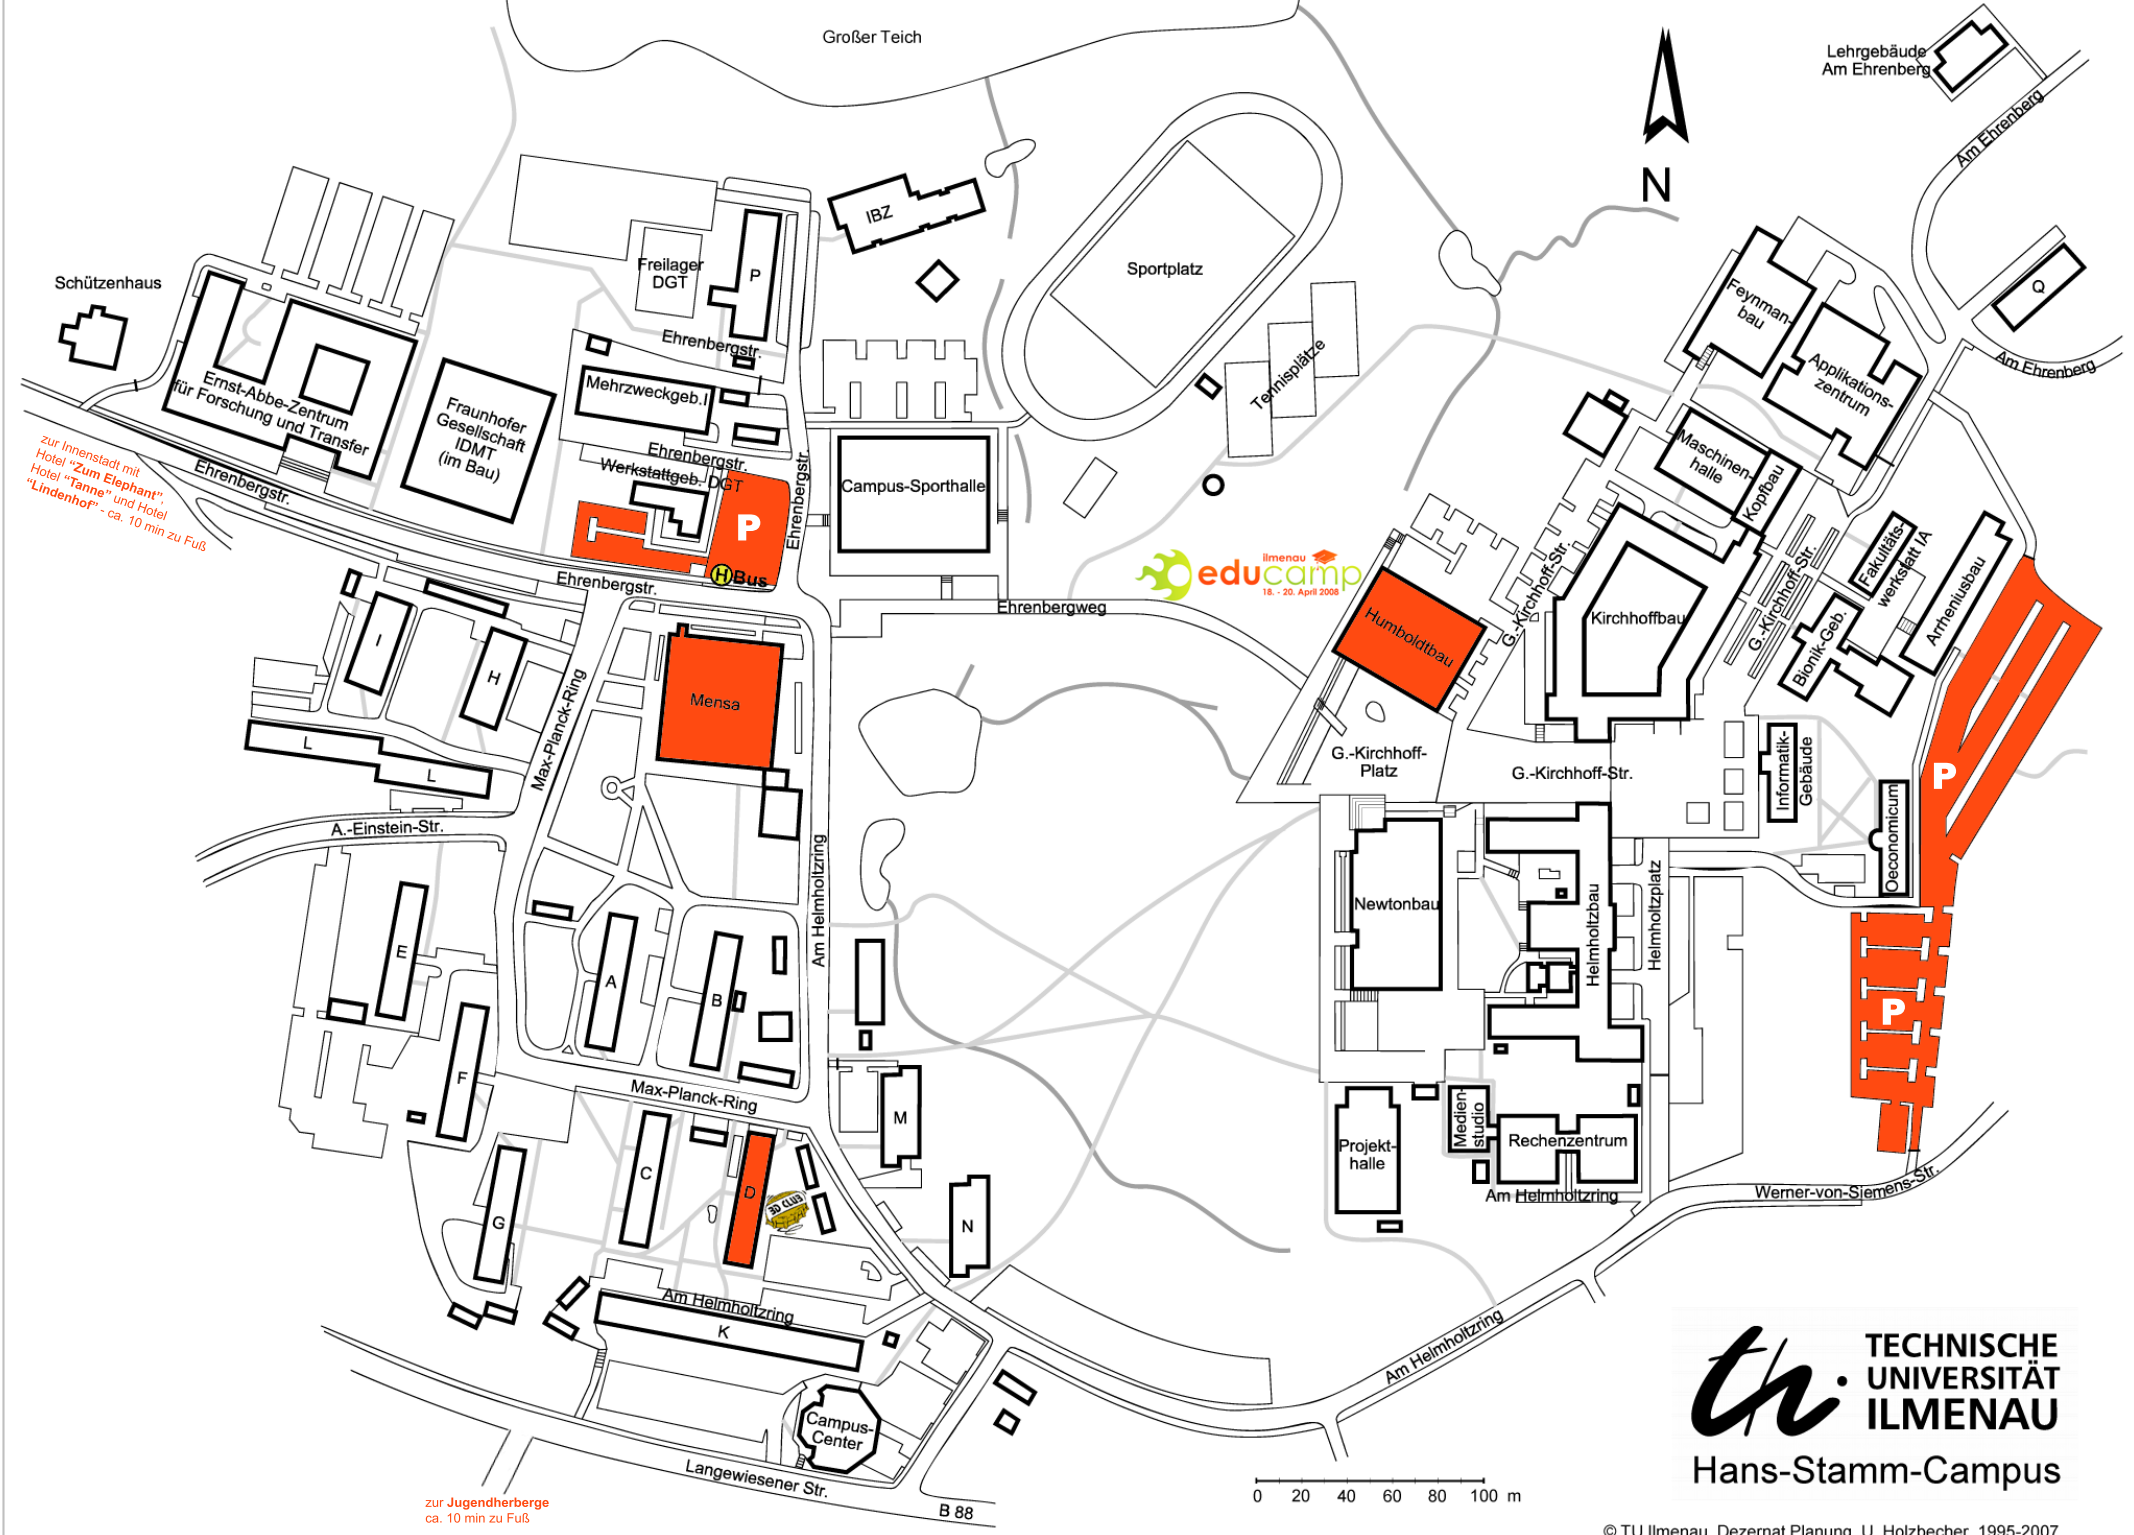 Großer Teich
Lehrgebäude
Am Ehrenberg
Am Ehrenberg
N
IBZ
Sportplatz
Freilager
DGT
P
Schützenhaus
Feynman-
bau
Q
Am Ehrenberg
Ehrenbergstr.
Tennisplätze
Applikations-
zentrum
Ernst-Abbe-Zentrum
für Forschung und Transfer
Mehrzweckgeb.I
Fraunhofer
Gesellschaft
IDMT
(im Bau)
Ehrenbergstr.
Werkstattgeb. DGT
Maschinen-
halle
Kopfbau
zur Innenstadt mit
Hotel "Zum Elephant",
Hotel "Tanne" und Hotel
"Lindenhof" - ca. 10 min zu Fuß
Ehrenbergstr.
Ehrenbergstr.
Campus-Sporthalle
P
H Bus
Ehrenbergstr.
ilmenau
educamp
18. - 20. April 2008
Ehrenbergweg
G.-Kirchhoff-Str.
G.-Kirchhoff-Str.
Fakultäts-
werkstatt IA
Arrheniusbau
Bionik-Geb.
Humboldtbau
Kirchhoffbau
I
H
Mensa
Max-Planck-Ring
L
L
G.-Kirchhoff-
Platz
G.-Kirchhoff-Str.
Informatik-
Gebäude
P
A.-Einstein-Str.
Oeconomicum
Am Helmholtzring
Newtonbau
Helmholtzbau
Helmholtzplatz
E
A
B
P
F
Max-Planck-Ring
M
Projekt-
halle
Medien-
studio
Rechenzentrum
Am Helmholtzring
Werner-von-Siemens-Str.
C
D
3D CLUB
G
N
Am Helmholtzring
K
Am Helmholtzring
Campus-
Center
Langewiesener Str.
B 88
zur Jugendherberge
ca. 10 min zu Fuß
0 20 40 60 80 100 m
th
TECHNISCHE
UNIVERSITÄT
ILMENAU
Hans-Stamm-Campus
© TU Ilmenau, Dezernat Planung, U. Holzbecher, 1995-2007